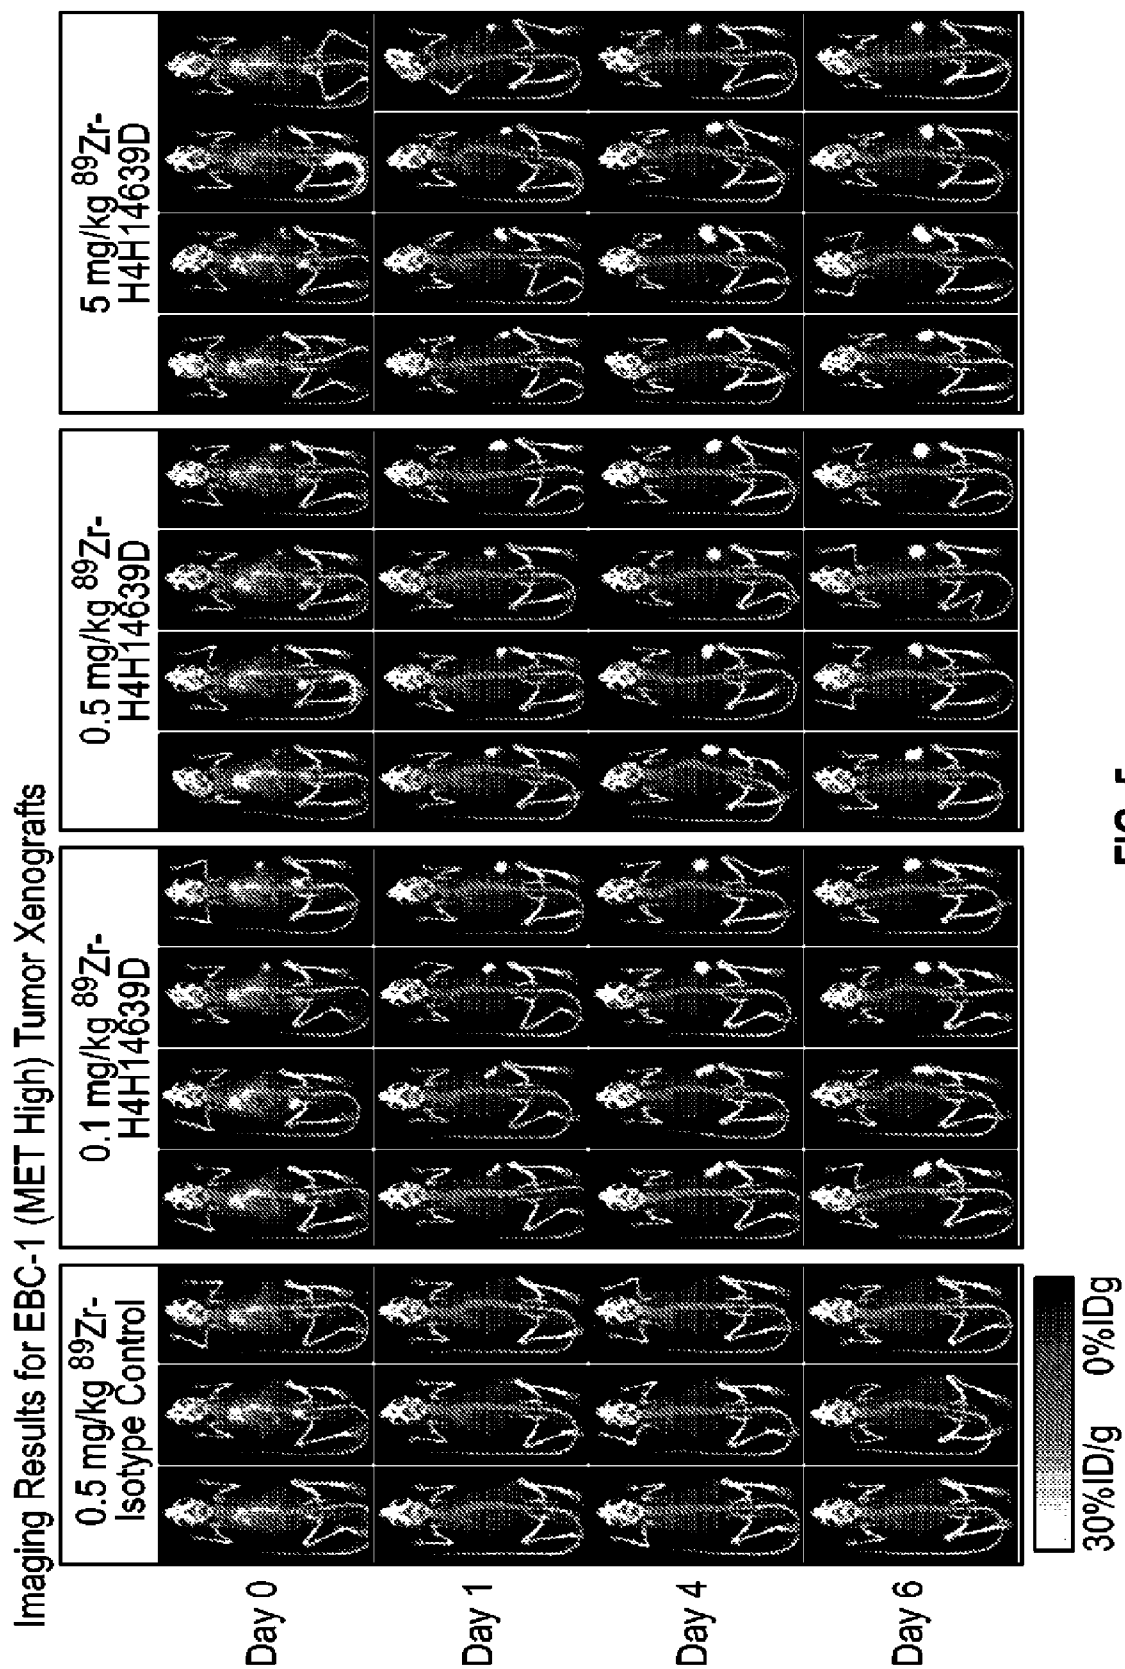 Imaging Results for EBC-1 (MET High) Tumor Xenografts
0.5 mg/kg 89Zr-
Isotype Control
0.1 mg/kg 89Zr-
H4H14639D
0.5 mg/kg 89Zr-
H4H14639D
5 mg/kg 89Zr-
H4H14639D
Day 0
Day 1
Day 4
Day 6
30%ID/g 0%IDg